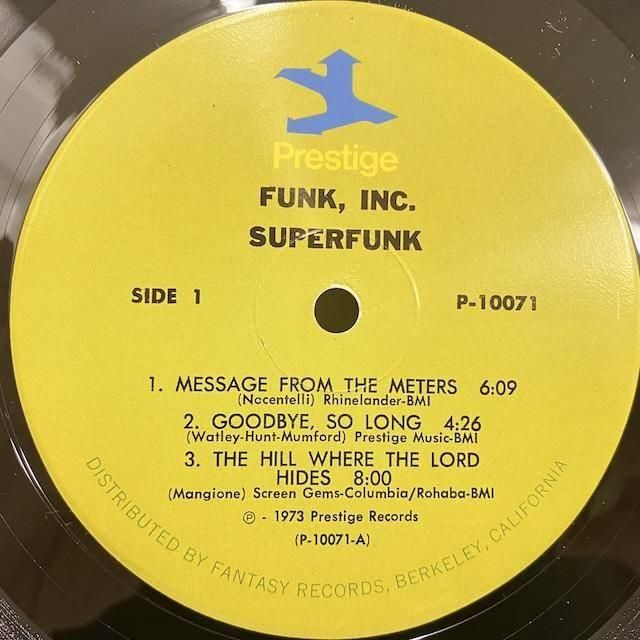 Prestige
FUNK, INC.
SUPERFUNK
SIDE 1
P-10071
1. MESSAGE FROM THE METERS 6:09
(Nocentelli) Rhinelander-BMI
2. GOODBYE, SO LONG 4:26
(Watley-Hunt-Mumford) Prestige Music-BMI
3. THE HILL WHERE THE LORD
HIDES 8:00
(Mangione) Screen Gems-Columbia/Rohaba-BMI
℗ - 1973 Prestige Records
(P-10071-A)
DISTRIBUTED BY FANTASY RECORDS, BERKELEY, CALIFORNIA